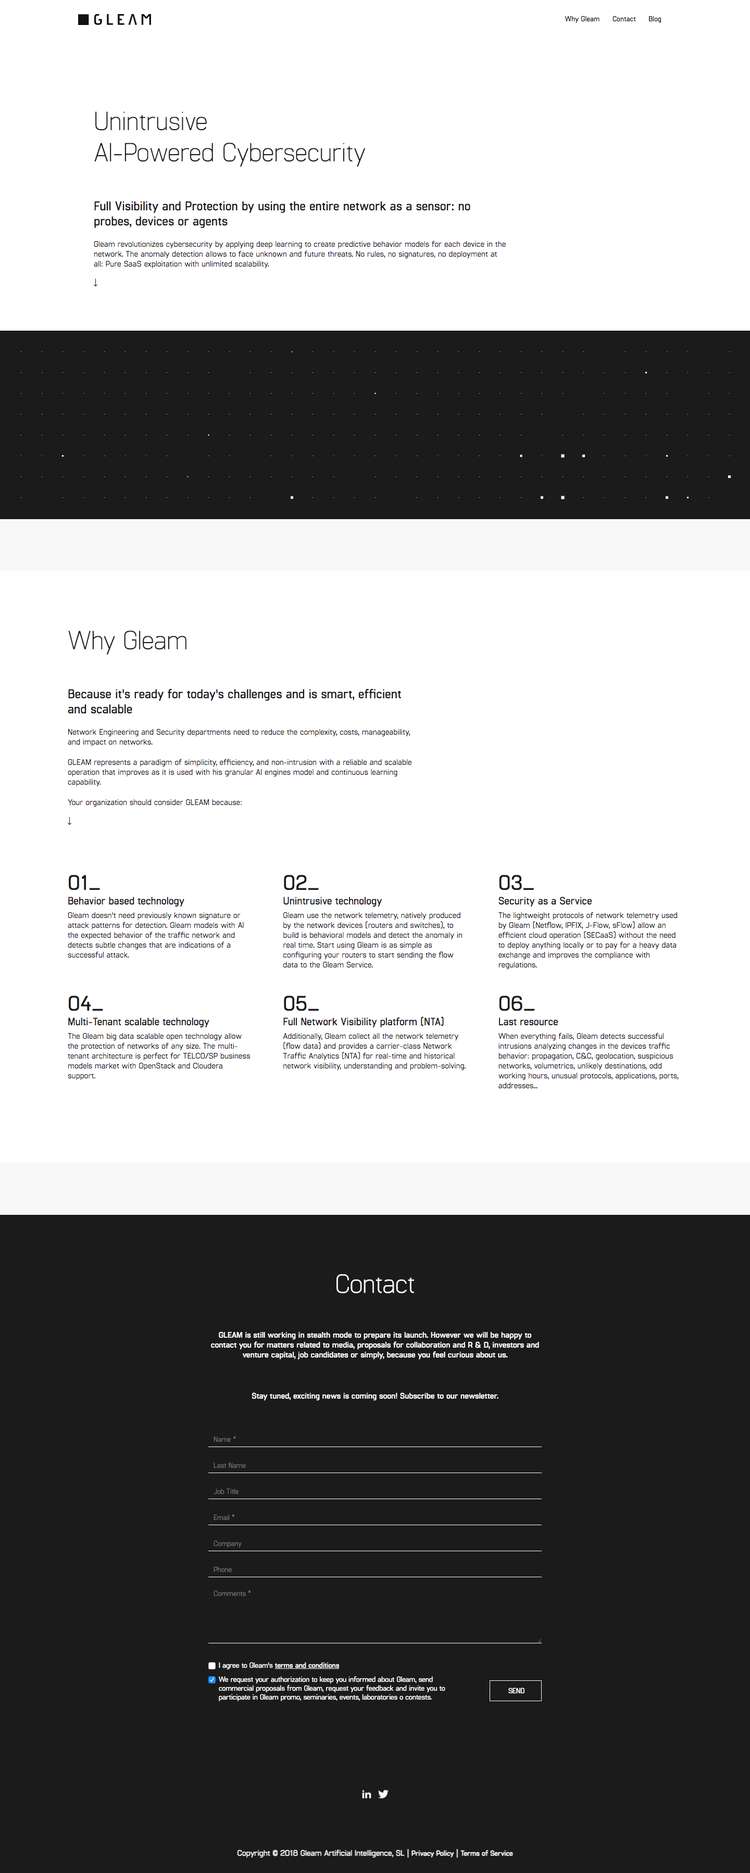 GLEAM
Why Gleam Contact Blog
Unintrusive
AI-Powered Cybersecurity
Full Visibility and Protection by using the entire network as a sensor: no
probes, devices or agents
Gleam revolutionizes cybersecurity by applying deep learning to create predictive behavior models for each device in the
network. The anomaly detection allows to face unknown and future threats. No rules, no signatures, no deployment at
all: Pure SaaS exploitation with unlimited scalability.
↓
Why Gleam
Because it's ready for today's challenges and is smart, efficient
and scalable
Network Engineering and Security departments need to reduce the complexity, costs, manageability,
and impact on networks.
GLEAM represents a paradigm of simplicity, efficiency, and non-intrusion with a reliable and scalable
operation that improves as it is used with his granular AI engines model and continuous learning
capability.
Your organization should consider GLEAM because:
↓
01_
Behavior based technology
Gleam doesn't need previously known signature or
attack patterns for detection. Gleam models with AI
the expected behavior of the traffic network and
detects subtle changes that are indications of a
successful attack.
02_
Unintrusive technology
Gleam use the network telemetry, natively produced
by the network devices (routers and switches), to
build is behavioral models and detect the anomaly in
real time. Start using Gleam is as simple as
configuring your routers to start sending the flow
data to the Gleam Service.
03_
Security as a Service
The lightweight protocols of network telemetry used
by Gleam (Netflow, IPFIX, J-Flow, sFlow) allow an
efficient cloud operation (SECaaS) without the need
to deploy anything locally or to pay for a heavy data
exchange and improves the compliance with
regulations.
04_
Multi-Tenant scalable technology
The Gleam big data scalable open technology allow
the protection of networks of any size. The multi-
tenant architecture is perfect for TELCO/SP business
models market with OpenStack and Cloudera
support.
05_
Full Network Visibility platform (NTA)
Additionally, Gleam collect all the network telemetry
(flow data) and provides a carrier-class Network
Traffic Analytics (NTA) for real-time and historical
network visibility, understanding and problem-solving.
06_
Last resource
When everything fails, Gleam detects successful
intrusions analyzing changes in the devices traffic
behavior: propagation, C&C, geolocation, suspicious
networks, volumetrics, unlikely destinations, odd
working hours, unusual protocols, applications, ports,
addresses...
Contact
GLEAM is still working in stealth mode to prepare its launch. However we will be happy to
contact you for matters related to media, proposals for collaboration and R & D, investors and
venture capital, job candidates or simply, because you feel curious about us.
Stay tuned, exciting news is coming soon! Subscribe to our newsletter.
Name *
Last Name
Job Title
Email *
Company
Phone
Comments *
I agree to Gleam's terms and conditions
We request your authorization to keep you informed about Gleam, send
commercial proposals from Gleam, request your feedback and invite you to
participate in Gleam promo, seminaries, events, laboratories o contests.
SEND
in
Copyright © 2018 Gleam Artificial Intelligence, SL | Privacy Policy | Terms of Service